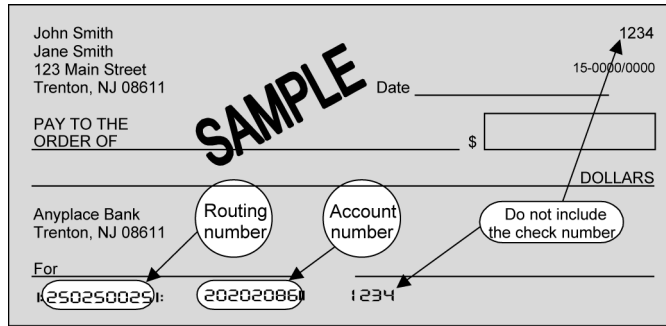 John Smith
Jane Smith
123 Main Street
Trenton, NJ 08611
1234
15-0000/0000
SAMPLE
Date
PAY TO THE
ORDER OF
$
DOLLARS
Anyplace Bank
Trenton, NJ 08611
Routing
number
Account
number
Do not include
the check number
For
⑆250250025⑆ 20202086⑈ 1234